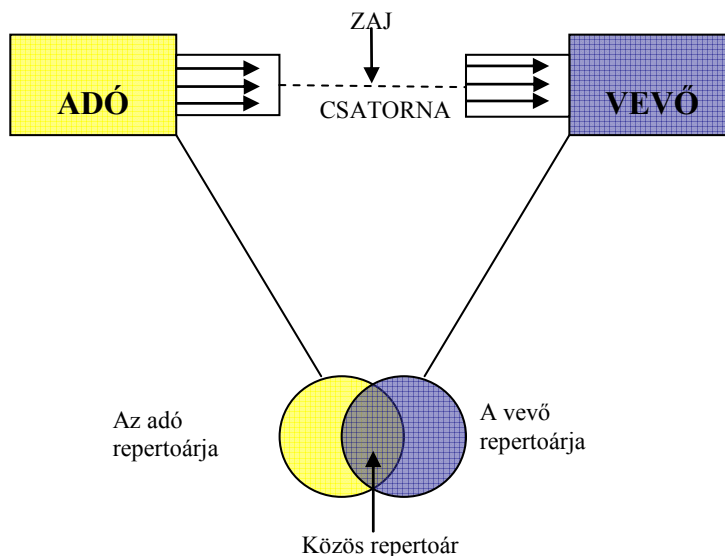 ZAJ
ADÓ
CSATORNA
VEVŐ
Az adó
repertoárja
A vevő
repertoárja
Közös repertoár